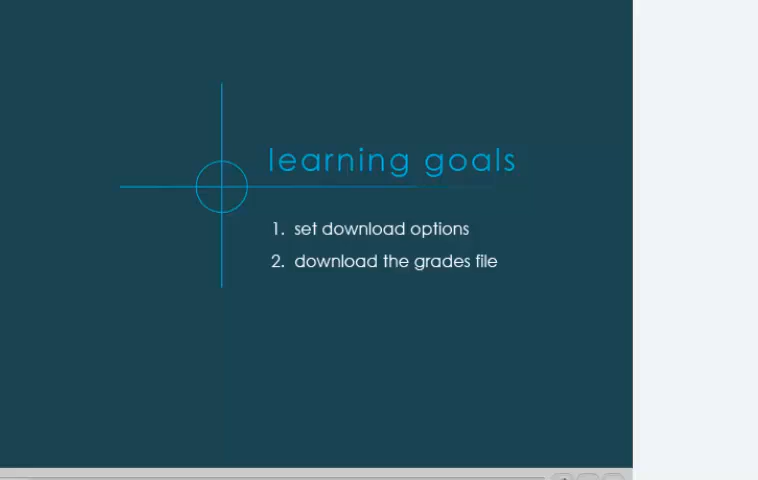 learning goals
1. set download options
2. download the grades file